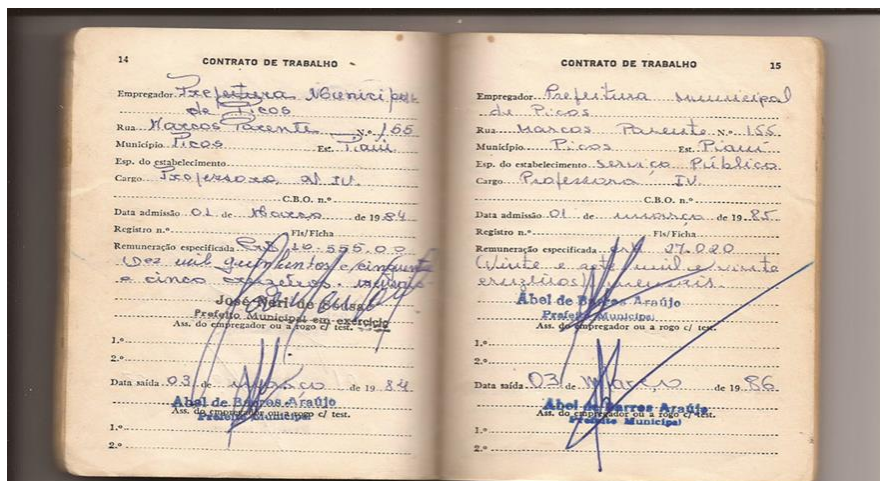 14
CONTRATO DE TRABALHO
Empregador Prefeitura Municipal
de Picos
Rua Marcos Parente N.º 155
Município Picos Est. Piauí
Esp. do estabelecimento
Cargo Professora N IV.
C.B.O. n.º
Data admissão 01 de Março de 1984
Registro n.º Fls/Ficha
Remuneração especificada 10.555,00
(Dez mil quinhentos e cinquenta
e cinco cruzeiros
José Neri de Sousa
Prefeito Municipal em exercício
Ass. do empregador ou a rogo c/ test.
1.º
2.º
Data saída 03 de março de 1984
Abel de Barros Araújo
Ass. do empregador ou a rogo c/ test.
Prefeito Municipal
1.º
2.º
CONTRATO DE TRABALHO
15
Empregador Prefeitura municipal
de Picos
Rua Marcos Parente N.º 155
Município Picos Est. Piauí
Esp. do estabelecimento Serviço Público
Cargo Professora IV.
C.B.O. n.º
Data admissão 01 de março de 1985
Registro n.º Fls/Ficha
Remuneração especificada 27.020
(Vinte e sete mil e vinte
cruzeiros) mensais.
Abel de Barros Araújo
Prefeito Municipal
Ass. do empregador ou a rogo c/ test.
1.º
2.º
Data saída 03 de Março de 1986
Abel de Barros Araújo
Ass. do empregador ou a rogo c/ test.
Prefeito Municipal
1.º
2.º